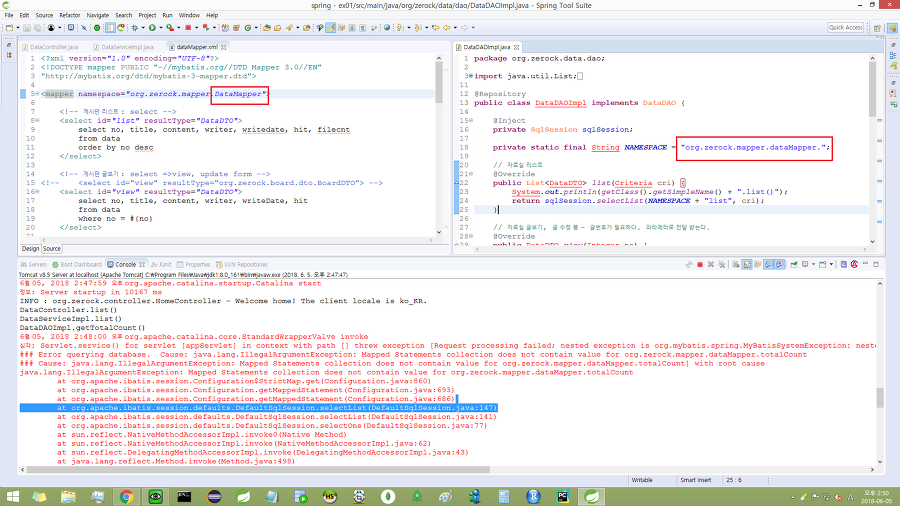 spring - ex01/src/main/java/org/zerock/data/dao/DataDAOImpl.java - Spring Tool Suite
File Edit Source Refactor Navigate Search Project Run Window Help
Quick Access
DataController.java DataServiceImpl.java dataMapper.xml
1 <?xml version="1.0" encoding="UTF-8"?>
2 <!DOCTYPE mapper PUBLIC "-//mybatis.org//DTD Mapper 3.0//EN"
3 "http://mybatis.org/dtd/mybatis-3-mapper.dtd">
4
5 <mapper namespace="org.zerock.mapper.DataMapper">
6
7 <!-- 게시판 리스트 : select -->
8 <select id="list" resultType="DataDTO">
9 select no, title, content, writer, writedate, hit, filecnt
10 from data
11 order by no desc
12 </select>
13
14 <!-- 게시판 글보기 : select =>view, update form -->
15 <!-- <select id="view" resultType="org.zerock.board.dto.BoardDTO"> -->
16 <select id="view" resultType="DataDTO">
17 select no, title, content, writer, writeDate, hit
18 from data
19 where no = #{no}
20 </select>
21
Design Source
DataDAOImpl.java
1 package org.zerock.data.dao;
2
3 import java.util.List;
9
10 @Repository
13 public class DataDAOImpl implements DataDAO {
14
15 @Inject
16 private SqlSession sqlSession;
17
18 private static final String NAMESPACE = "org.zerock.mapper.dataMapper.";
19
20 // 자료실 리스트
21 @Override
22 public List<DataDTO> list(Criteria cri) {
23 System.out.println(getClass().getSimpleName() + ".list()");
24 return sqlSession.selectList(NAMESPACE + "list", cri);
25 }
26
27 // 자료실 글보기, 글 수정 폼 - 글번호가 필요하다. 파라메터로 전달 받는다.
28 @Override
29 public DataDTO view(Integer no) {
Servers Boot Dashboard Console JUnit Properties SVN Repositories
Tomcat v8.5 Server at localhost [Apache Tomcat] C:\Program Files\Java\jdk1.8.0_161\bin\javaw.exe (2018. 6. 5. 오후 2:47:47)
6월 05, 2018 2:47:59 오후 org.apache.catalina.startup.Catalina start
정보: Server startup in 10167 ms
INFO : org.zerock.controller.HomeController - Welcome home! The client locale is ko_KR.
DataController.list()
DataServiceImpl.list()
DataDAOImpl.getTotalCount()
6월 05, 2018 2:48:00 오후 org.apache.catalina.core.StandardWrapperValve invoke
심각: Servlet.service() for servlet [appServlet] in context with path [] threw exception [Request processing failed; nested exception is org.mybatis.spring.MyBatisSystemException: neste
### Error querying database. Cause: java.lang.IllegalArgumentException: Mapped Statements collection does not contain value for org.zerock.mapper.dataMapper.totalCount
### Cause: java.lang.IllegalArgumentException: Mapped Statements collection does not contain value for org.zerock.mapper.dataMapper.totalCount] with root cause
java.lang.IllegalArgumentException: Mapped Statements collection does not contain value for org.zerock.mapper.dataMapper.totalCount
at org.apache.ibatis.session.Configuration$StrictMap.get(Configuration.java:860)
at org.apache.ibatis.session.Configuration.getMappedStatement(Configuration.java:693)
at org.apache.ibatis.session.Configuration.getMappedStatement(Configuration.java:686)
at org.apache.ibatis.session.defaults.DefaultSqlSession.selectList(DefaultSqlSession.java:147)
at org.apache.ibatis.session.defaults.DefaultSqlSession.selectList(DefaultSqlSession.java:141)
at org.apache.ibatis.session.defaults.DefaultSqlSession.selectOne(DefaultSqlSession.java:77)
at sun.reflect.NativeMethodAccessorImpl.invoke0(Native Method)
at sun.reflect.NativeMethodAccessorImpl.invoke(NativeMethodAccessorImpl.java:62)
at sun.reflect.DelegatingMethodAccessorImpl.invoke(DelegatingMethodAccessorImpl.java:43)
at java.lang.reflect.Method.invoke(Method.java:498)
Writable Smart Insert 25 : 6
오후 2:50
2018-06-05